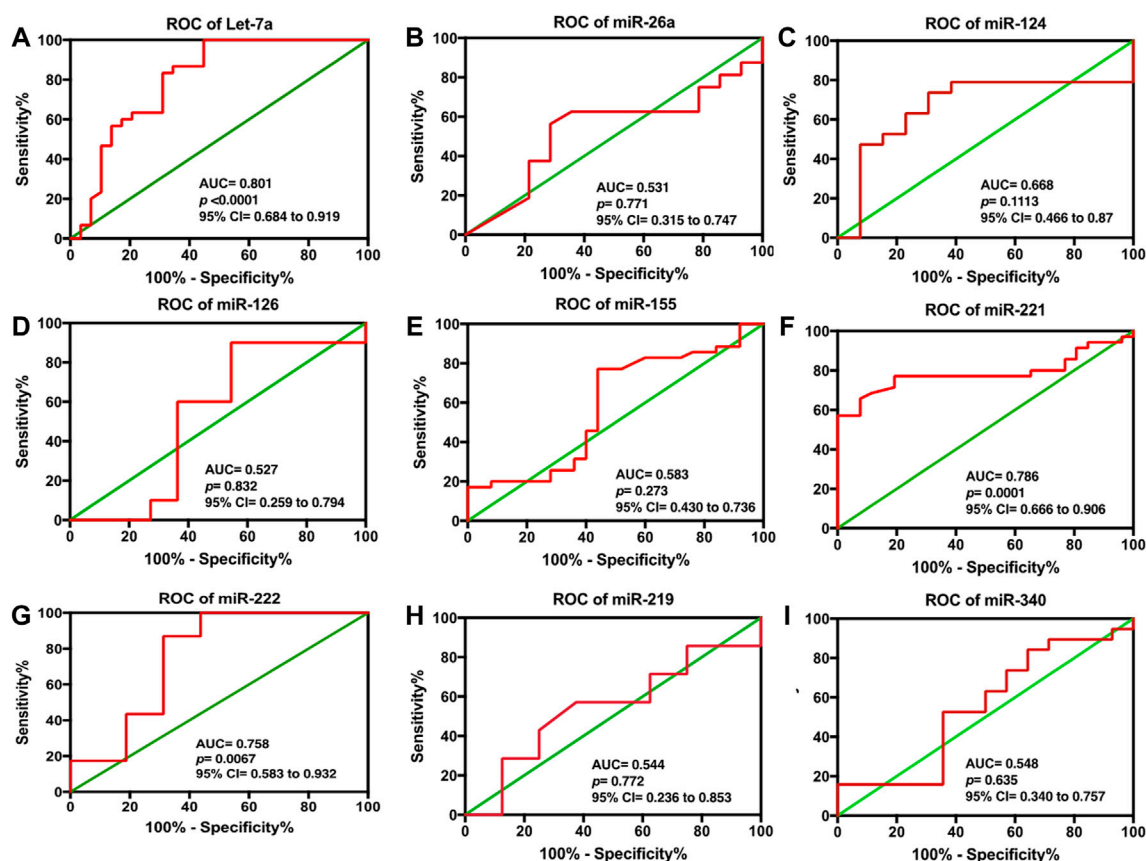 A
ROC of Let-7a
Sensitivity%
100
80
60
40
20
0
AUC= 0.801
p <0.0001
95% CI= 0.684 to 0.919
0 20 40 60 80 100
100% - Specificity%
B
ROC of miR-26a
Sensitivity%
100
80
60
40
20
0
AUC= 0.531
p= 0.771
95% CI= 0.315 to 0.747
0 20 40 60 80 100
100% - Specificity%
C
ROC of miR-124
Sensitivity%
100
80
60
40
20
0
AUC= 0.668
p= 0.1113
95% CI= 0.466 to 0.87
0 20 40 60 80 100
100% - Specificity%
D
ROC of miR-126
Sensitivity%
100
80
60
40
20
0
AUC= 0.527
p= 0.832
95% CI= 0.259 to 0.794
0 20 40 60 80 100
100% - Specificity%
E
ROC of miR-155
Sensitivity%
100
80
60
40
20
0
AUC= 0.583
p= 0.273
95% CI= 0.430 to 0.736
0 20 40 60 80 100
100% - Specificity%
F
ROC of miR-221
Sensitivity%
100
80
60
40
20
0
AUC= 0.786
p= 0.0001
95% CI= 0.666 to 0.906
0 20 40 60 80 100
100% - Specificity%
G
ROC of miR-222
Sensitivity%
100
80
60
40
20
0
AUC= 0.758
p= 0.0067
95% CI= 0.583 to 0.932
0 20 40 60 80 100
100% - Specificity%
H
ROC of miR-219
Sensitivity%
100
80
60
40
20
0
AUC= 0.544
p= 0.772
95% CI= 0.236 to 0.853
0 20 40 60 80 100
100% - Specificity%
I
ROC of miR-340
100
80
60
40
20
0
AUC= 0.548
p= 0.635
95% CI= 0.340 to 0.757
0 20 40 60 80 100
100% - Specificity%